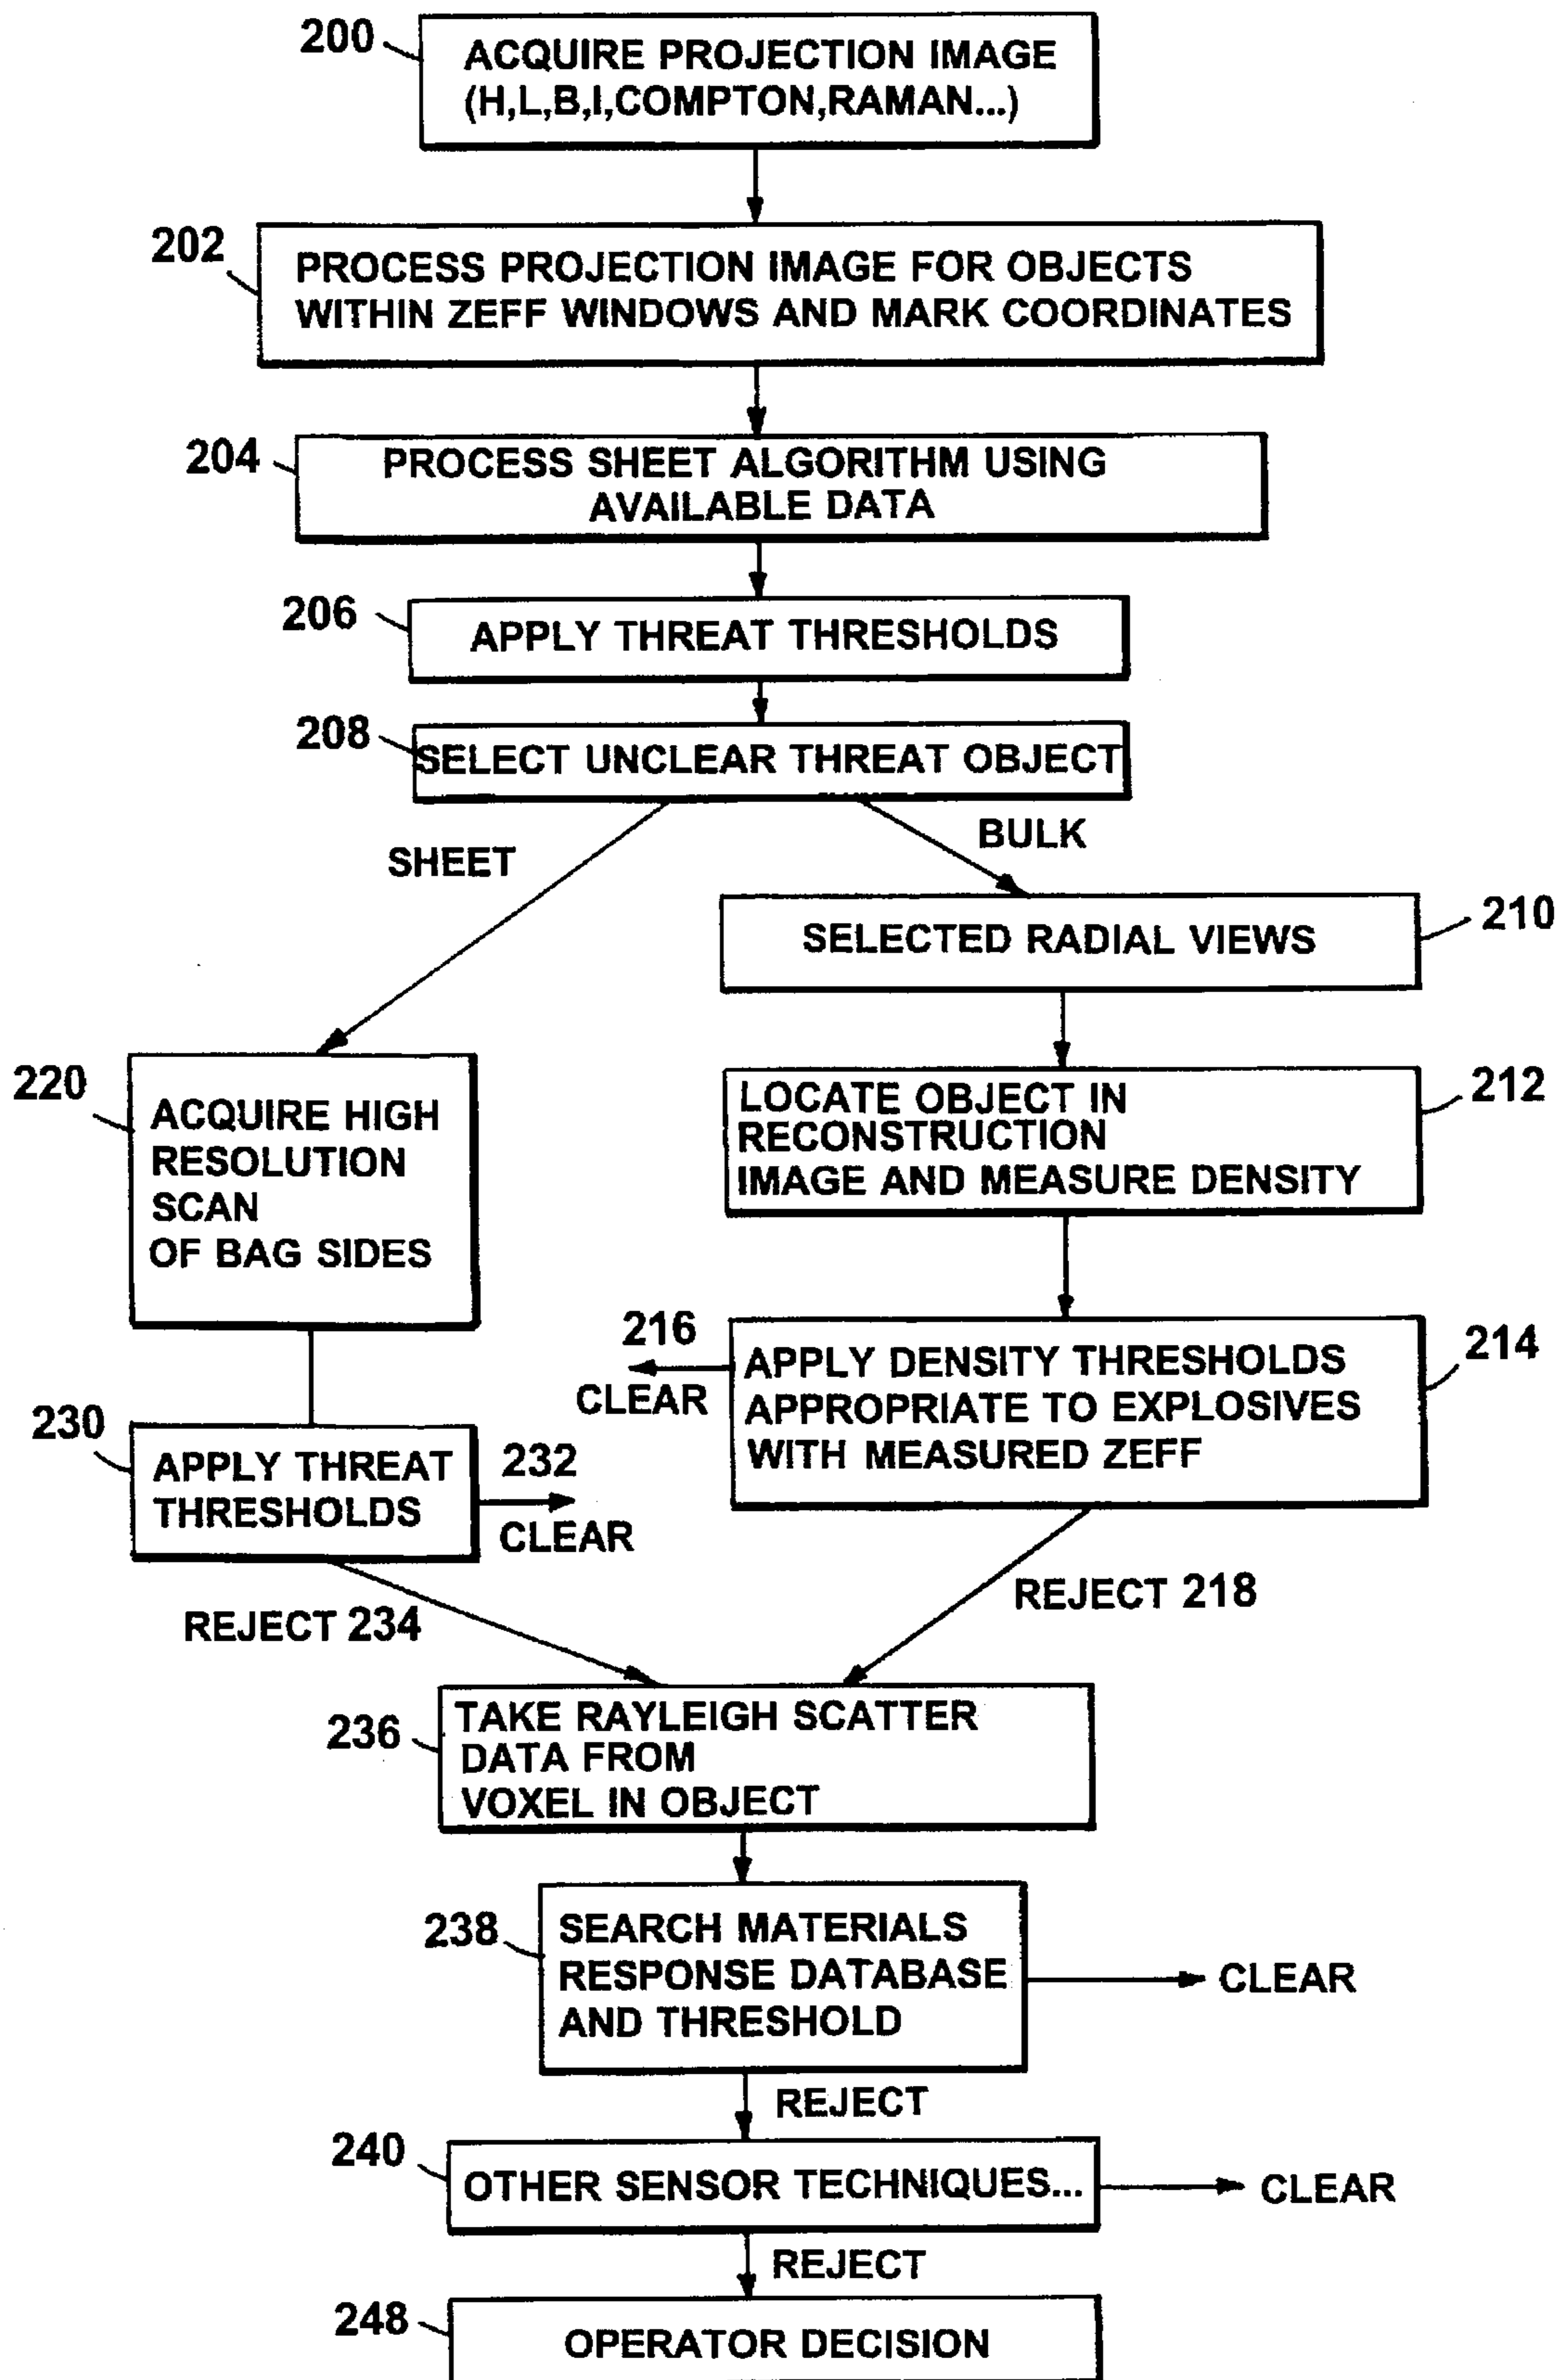 200
ACQUIRE PROJECTION IMAGE
(H,L,B,I,COMPTON,RAMAN...)
202
PROCESS PROJECTION IMAGE FOR OBJECTS
WITHIN ZEFF WINDOWS AND MARK COORDINATES
204
PROCESS SHEET ALGORITHM USING
AVAILABLE DATA
206
APPLY THREAT THRESHOLDS
208
SELECT UNCLEAR THREAT OBJECT
SHEET
BULK
SELECTED RADIAL VIEWS
210
220
ACQUIRE HIGH
RESOLUTION
SCAN
OF BAG SIDES
LOCATE OBJECT IN
RECONSTRUCTION
IMAGE AND MEASURE DENSITY
212
216
CLEAR
APPLY DENSITY THRESHOLDS
APPROPRIATE TO EXPLOSIVES
WITH MEASURED ZEFF
214
230
APPLY THREAT
THRESHOLDS
232
CLEAR
REJECT 234
REJECT 218
236
TAKE RAYLEIGH SCATTER
DATA FROM
VOXEL IN OBJECT
238
SEARCH MATERIALS
RESPONSE DATABASE
AND THRESHOLD
CLEAR
REJECT
240
OTHER SENSOR TECHNIQUES...
CLEAR
REJECT
248
OPERATOR DECISION